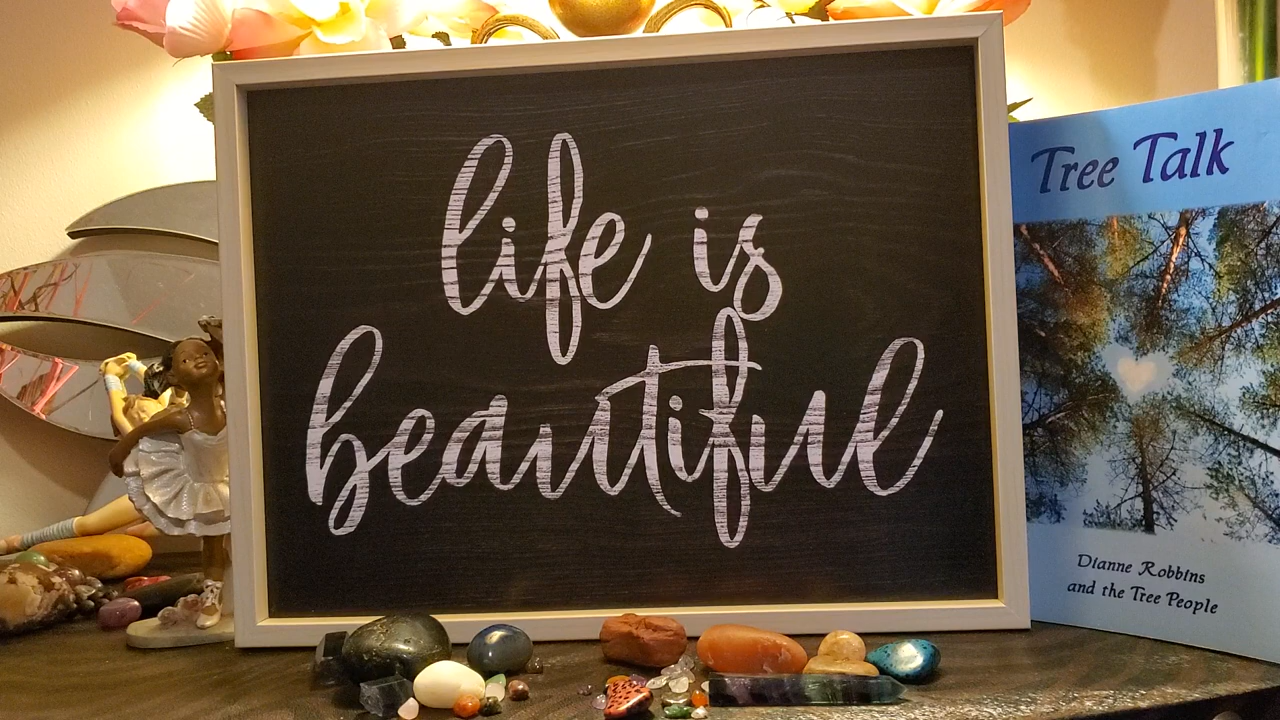 life is
beautiful
Tree Talk
Dianne Robbins
and the Tree People